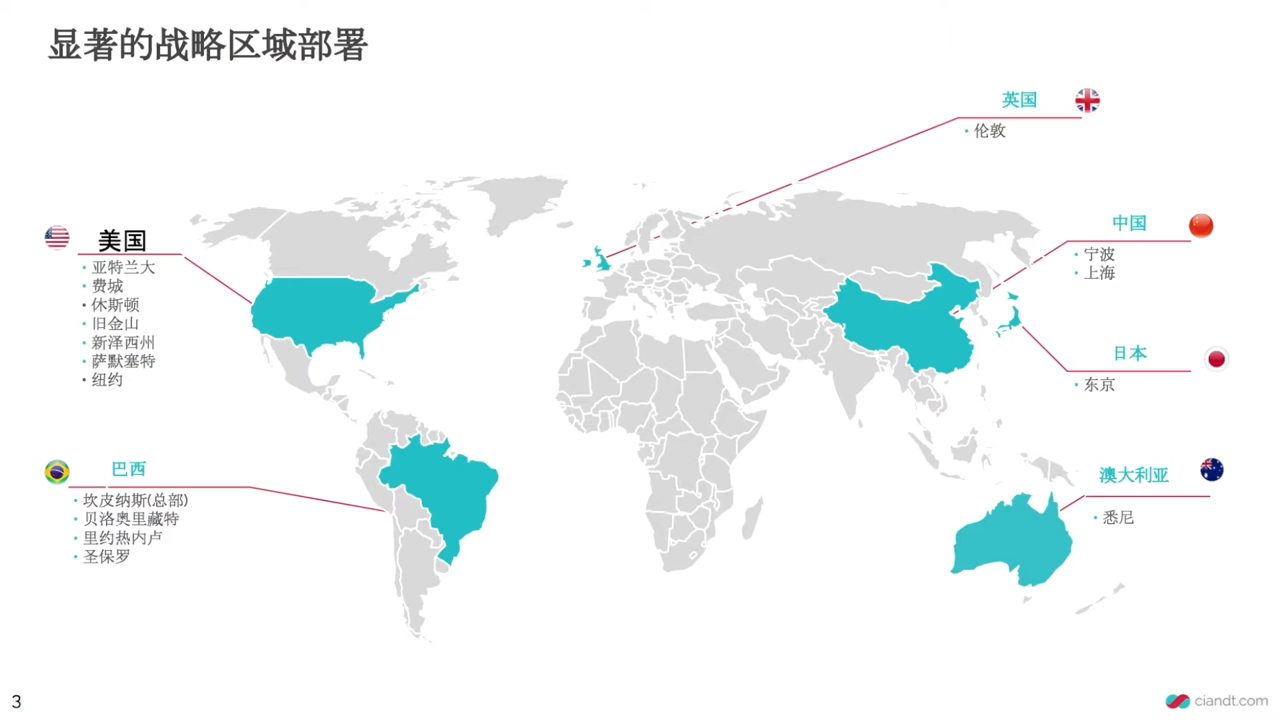 显著的战略区域部署
英国
• 伦敦
中国
• 宁波
• 上海
美国
• 亚特兰大
• 费城
• 休斯顿
• 旧金山
• 新泽西州
• 萨默塞特
• 纽约
日本
• 东京
巴西
• 坎皮纳斯(总部)
• 贝洛奥里藏特
• 里约热内卢
• 圣保罗
澳大利亚
• 悉尼
3
ciandt.com